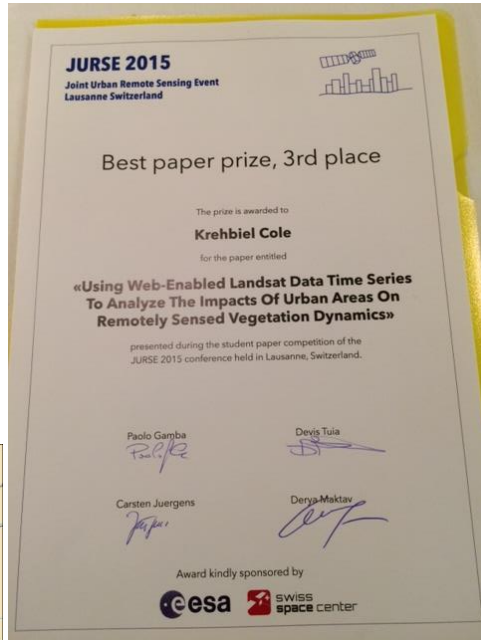 JURSE 2015
Joint Urban Remote Sensing Event
Lausanne Switzerland
Best paper prize, 3rd place
The prize is awarded to
Krehbiel Cole
for the paper entitled
«Using Web-Enabled Landsat Data Time Series
To Analyze The Impacts Of Urban Areas On
Remotely Sensed Vegetation Dynamics»
presented during the student paper competition of the
JURSE 2015 conference held in Lausanne, Switzerland.
Paolo Gamba
Devis Tuia
Carsten Juergens
Derya Maktav
Award kindly sponsored by
esa
swiss
space center